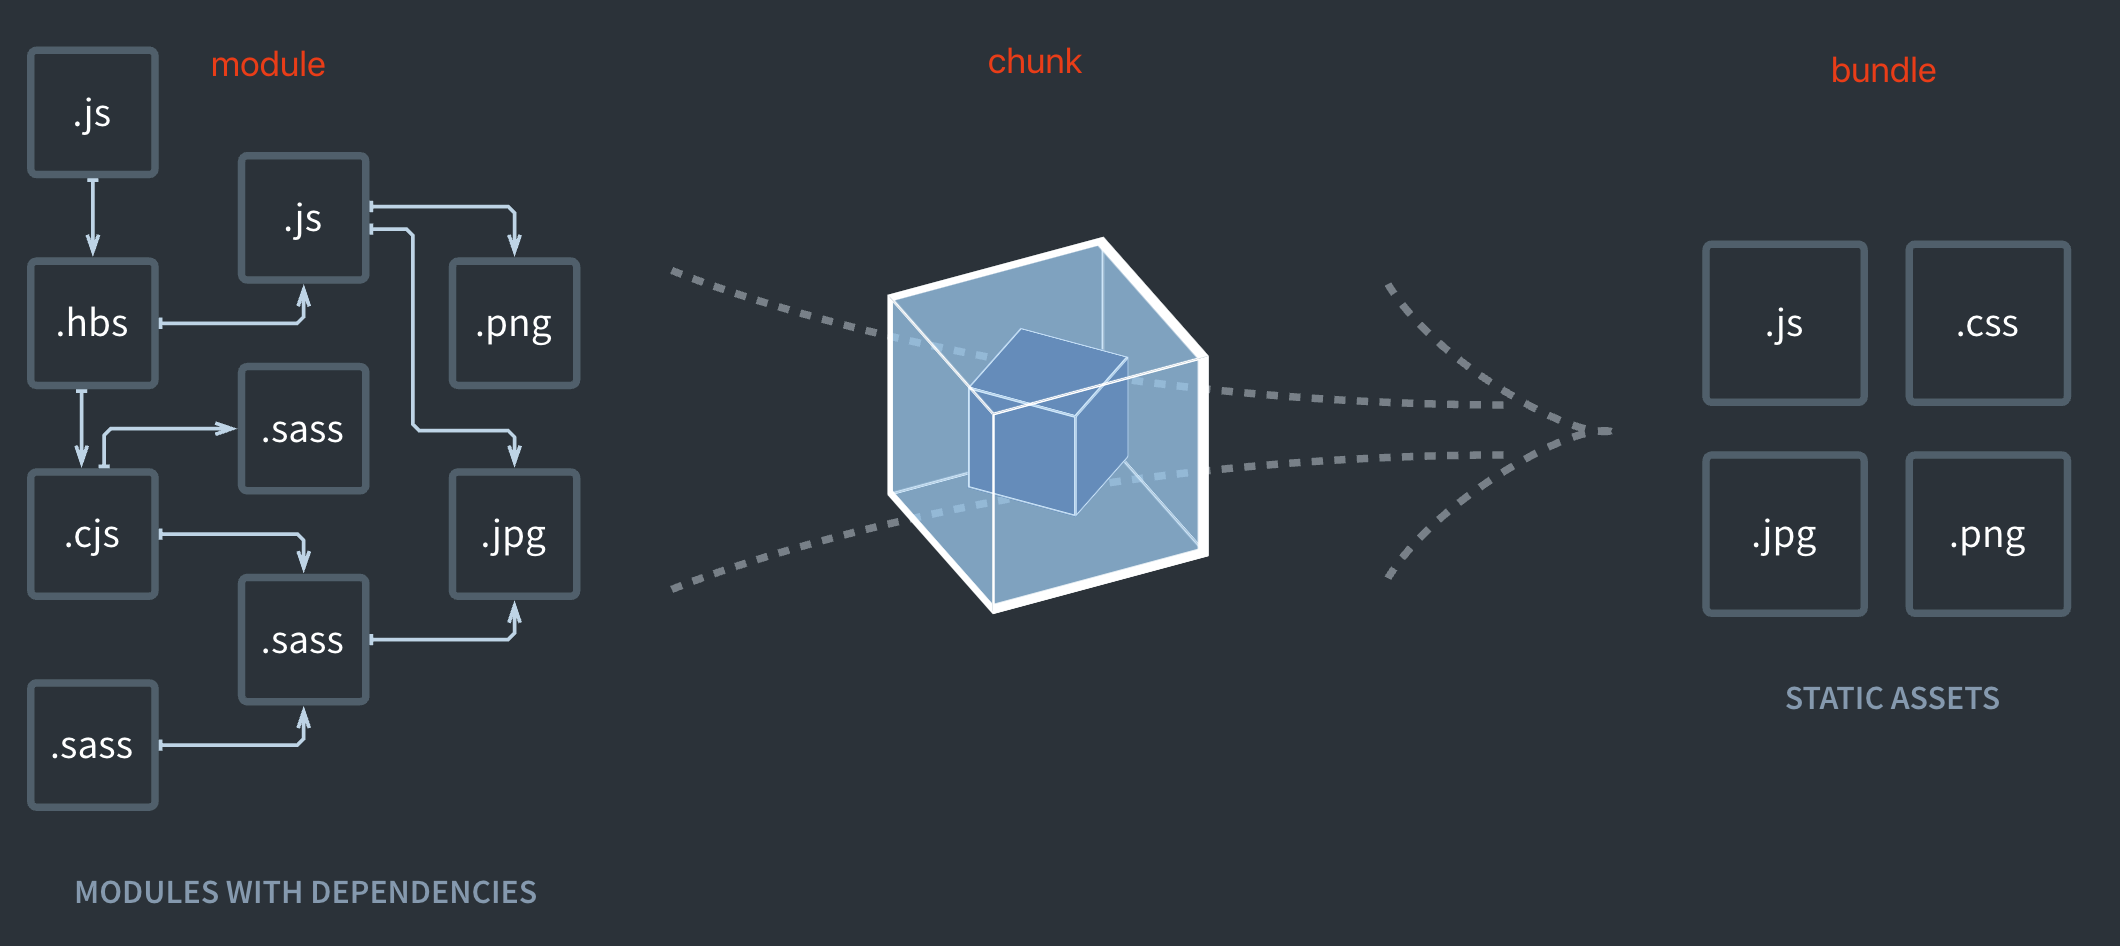 module
chunk
bundle
.js
.js
.hbs
.png
.sass
.cjs
.jpg
.sass
.sass
MODULES WITH DEPENDENCIES
.js
.css
.jpg
.png
STATIC ASSETS